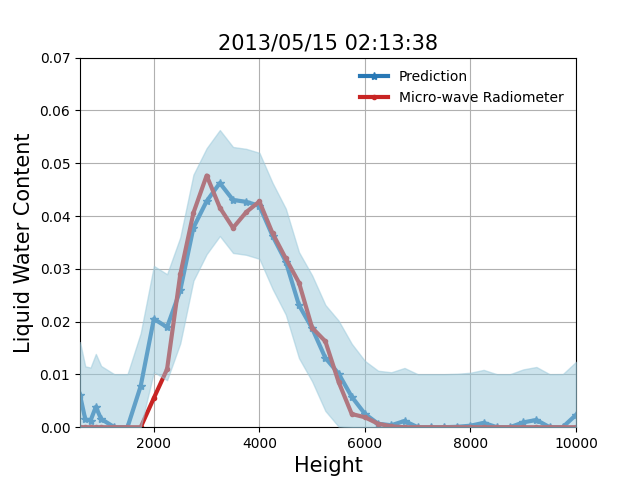 2013/05/15 02:13:38
Prediction
Micro-wave Radiometer
Liquid Water Content
0.07
0.06
0.05
0.04
0.03
0.02
0.01
0.00
2000 4000 6000 8000 10000
Height